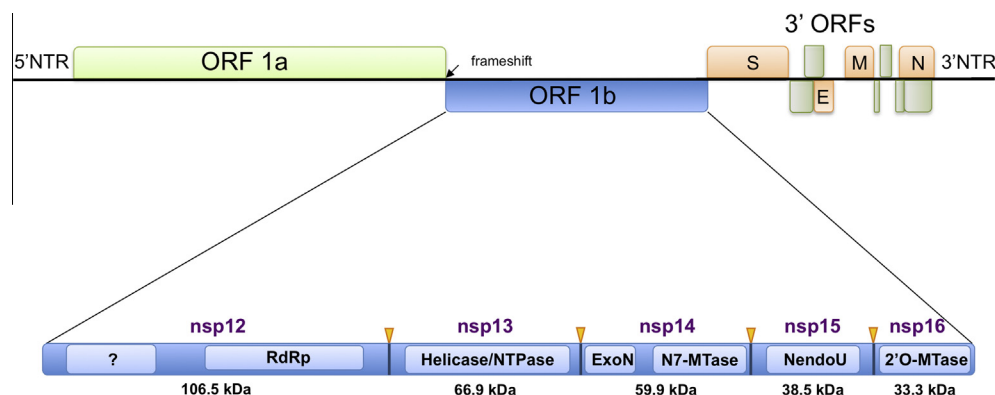 3’ ORFs
5’NTR
ORF 1a
frameshift
S
M
N
3’NTR
ORF 1b
E
nsp12
nsp13
nsp14
nsp15
nsp16
?
RdRp
Helicase/NTPase
ExoN
N7-MTase
NendoU
2’O-MTase
106.5 kDa
66.9 kDa
59.9 kDa
38.5 kDa
33.3 kDa